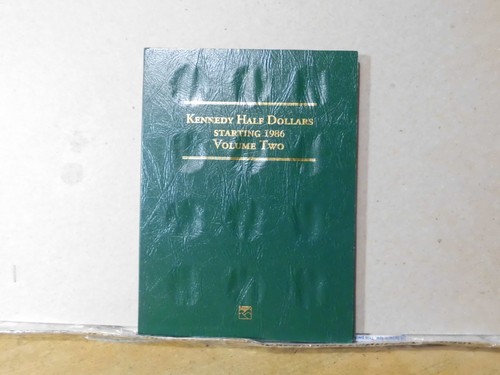 KENNEDY HALF DOLLARS
STARTING 1986
VOLUME TWO